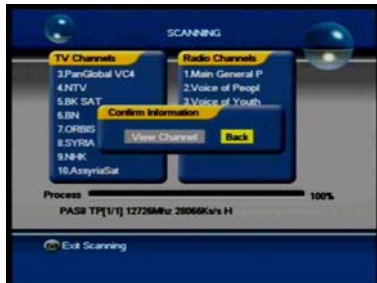 SCANNING
TV Channels
3.PanGlobal VC4
4.NTV
5.BK SAT
6.BN
7.ORBIS
8.SYRIA
9.NHK
10.AssyriaSat
Radio Channels
1.Main General P
2.Voice of Peopl
3.Voice of Youth
Confirm Information
View Channel
Back
Process 100%
PAS8 TP[1/1] 12726Mhz 28066Ks/s H
Exit Scanning